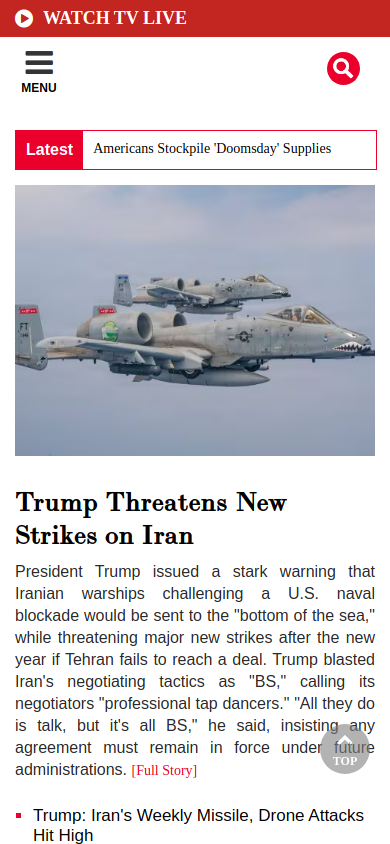 WATCH TV LIVE
MENU
Latest Americans Stockpile 'Doomsday' Supplies
FT
Trump Threatens New
Strikes on Iran
President Trump issued a stark warning that
Iranian warships challenging a U.S. naval
blockade would be sent to the "bottom of the sea,"
while threatening major new strikes after the new
year if Tehran fails to reach a deal. Trump blasted
Iran's negotiating tactics as "BS," calling its
negotiators "professional tap dancers." "All they do
is talk, but it's all BS," he said, insisting any
agreement must remain in force under future
administrations. [Full Story]
TOP
Trump: Iran's Weekly Missile, Drone Attacks
Hit High